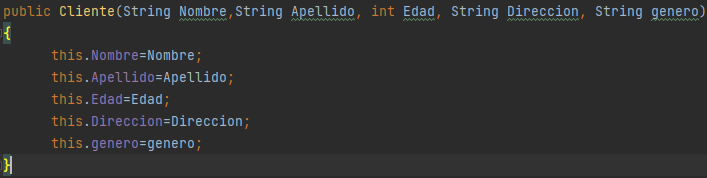 public Cliente(String Nombre,String Apellido, int Edad, String Direccion, String genero)
{
this.Nombre=Nombre;
this.Apellido=Apellido;
this.Edad=Edad;
this.Direccion=Direccion;
this.genero=genero;
}